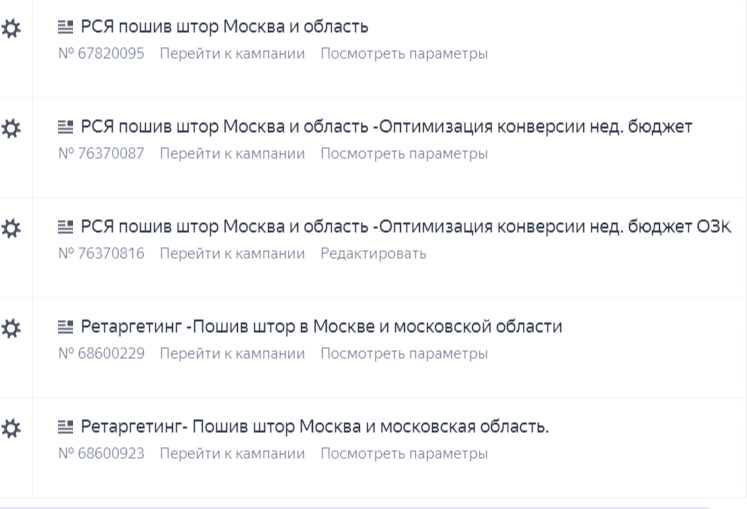 РСЯ пошив штор Москва и область
№ 67820095 Перейти к кампании Посмотреть параметры
РСЯ пошив штор Москва и область -Оптимизация конверсии нед. бюджет
№ 76370087 Перейти к кампании Посмотреть параметры
РСЯ пошив штор Москва и область -Оптимизация конверсии нед. бюджет ОЗК
№ 76370816 Перейти к кампании Редактировать
Ретаргетинг -Пошив штор в Москве и московской области
№ 68600229 Перейти к кампании Посмотреть параметры
Ретаргетинг- Пошив штор Москва и московская область.
№ 68600923 Перейти к кампании Посмотреть параметры